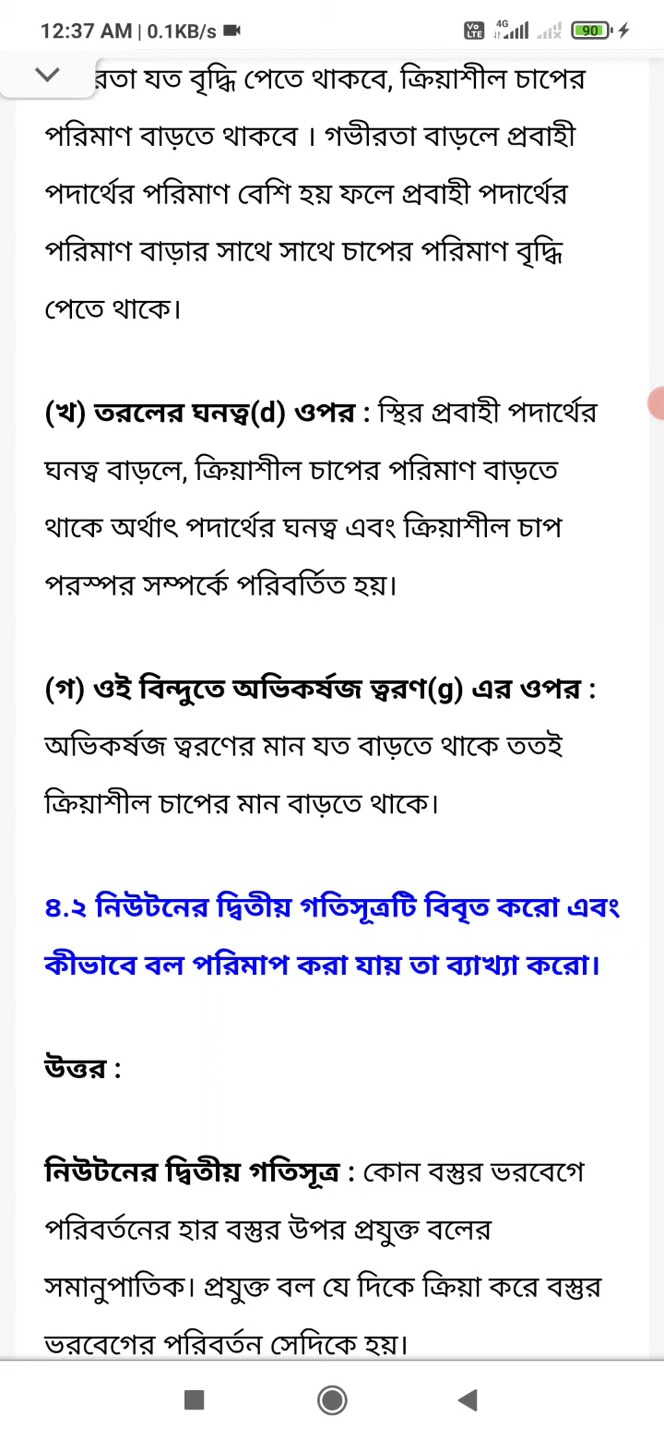 12:37 AM | 0.1KB/s
Vo LTE 4G 90
রতা যত বৃদ্ধি পেতে থাকবে, ক্রিয়াশীল চাপের
পরিমাণ বাড়তে থাকবে । গভীরতা বাড়লে প্রবাহী
পদার্থের পরিমাণ বেশি হয় ফলে প্রবাহী পদার্থের
পরিমাণ বাড়ার সাথে সাথে চাপের পরিমাণ বৃদ্ধি
পেতে থাকে।
(খ) তরলের ঘনত্ব(d) ওপর : স্থির প্রবাহী পদার্থের
ঘনত্ব বাড়লে, ক্রিয়াশীল চাপের পরিমাণ বাড়তে
থাকে অর্থাৎ পদার্থের ঘনত্ব এবং ক্রিয়াশীল চাপ
পরস্পর সম্পর্কে পরিবর্তিত হয়।
(গ) ওই বিন্দুতে অভিকর্ষজ ত্বরণ(g) এর ওপর :
অভিকর্ষজ ত্বরণের মান যত বাড়তে থাকে ততই
ক্রিয়াশীল চাপের মান বাড়তে থাকে।
৪.২ নিউটনের দ্বিতীয় গতিসূত্রটি বিবৃত করো এবং
কীভাবে বল পরিমাপ করা যায় তা ব্যাখ্যা করো।
উত্তর :
নিউটনের দ্বিতীয় গতিসূত্র : কোন বস্তুর ভরবেগে
পরিবর্তনের হার বস্তুর উপর প্রযুক্ত বলের
সমানুপাতিক। প্রযুক্ত বল যে দিকে ক্রিয়া করে বস্তুর
ভরবেগের পরিবর্তন সেদিকে হয়।